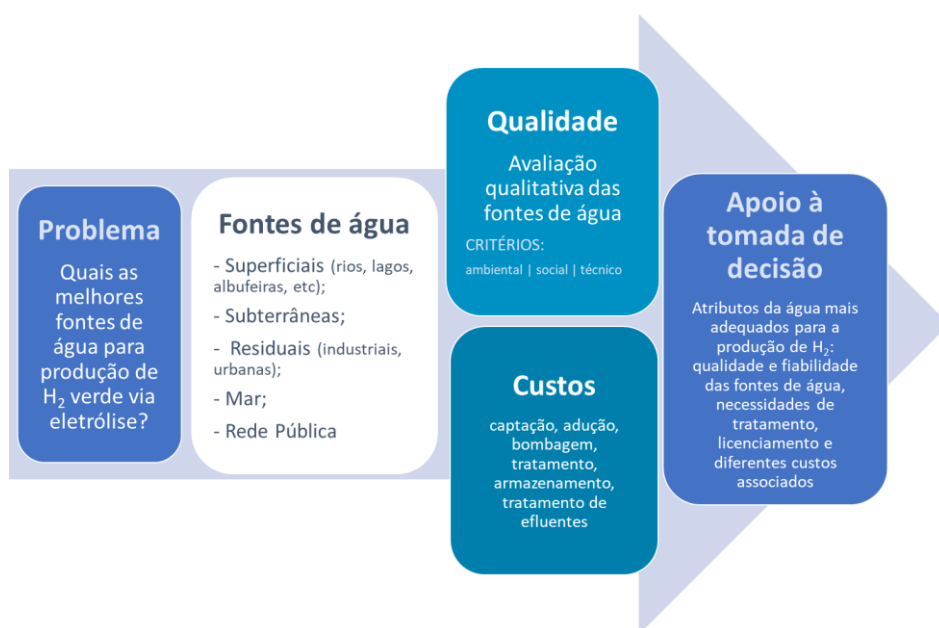 Problema
Quais as
melhores
fontes de
água para
produção de
H₂ verde via
eletrólise?
Fontes de água
- Superficiais (rios, lagos,
albufeiras, etc);
- Subterrâneas;
- Residuais (industriais,
urbanas);
- Mar;
- Rede Pública
Qualidade
Avaliação
qualitativa das
fontes de água
CRITÉRIOS:
ambiental | social | técnico
Custos
captação, adução,
bombagem,
tratamento,
armazenamento,
tratamento de
efluentes
Apoio à
tomada de
decisão
Atributos da água mais
adequados para a
produção de H₂:
qualidade e fiabilidade
das fontes de água,
necessidades de
tratamento,
licenciamento e
diferentes custos
associados